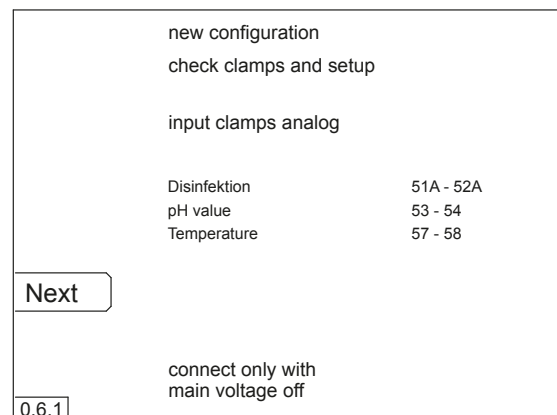 new configuration
check clamps and setup
input clamps analog
Disinfektion 51A - 52A
pH value 53 - 54
Temperature 57 - 58
Next
connect only with
main voltage off
0.6.1